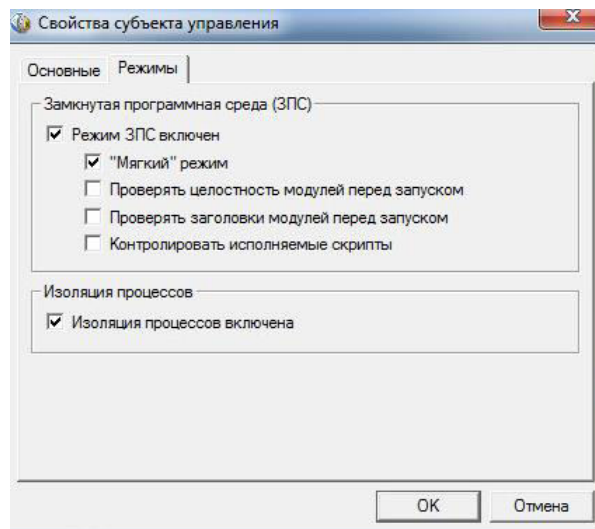 Свойства субъекта управления
Основные Режимы
Замкнутая программная среда (ЗПС)
Режим ЗПС включен
"Мягкий" режим
Проверять целостность модулей перед запуском
Проверять заголовки модулей перед запуском
Контролировать исполняемые скрипты
Изоляция процессов
Изоляция процессов включена
OK Отмена